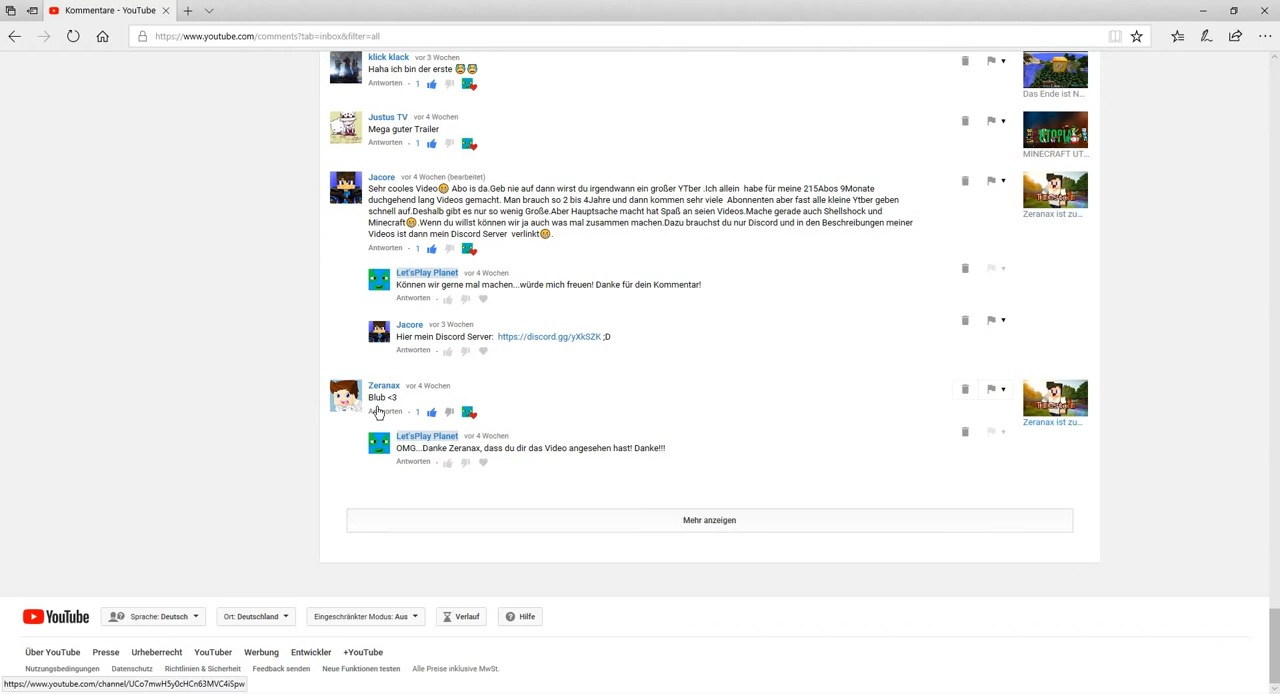 Kommentare - YouTube
https://www.youtube.com/comments?tab=inbox&filter=all
klick klack vor 3 Wochen
Haha ich bin der erste
Antworten · 1
Das Ende ist N...
Justus TV vor 4 Wochen
Mega guter Trailer
Antworten · 1
UTOPIA
MINECRAFT UT...
Jacore vor 4 Wochen (bearbeitet)
Sehr cooles Video Abo is da.Geb nie auf dann wirst du irgendwann ein großer YTber .Ich allein habe für meine 215Abos 9Monate
durchgehend lang Videos gemacht. Man brauch so 2 bis 4Jahre und dann kommen sehr viele Abonnenten aber fast alle kleine Ytber geben
schnell auf.Deshalb gibt es nur so wenig Große.Aber Hauptsache macht hat Spaß an seien Videos.Mache gerade auch Shellshock und
Minecraft .Wenn du willst können wir ja auch was mal zusammen machen.Dazu brauchst du nur Discord und in den Beschreibungen meiner
Videos ist dann mein Discord Server verlinkt .
Antworten · 1
Zeranax ist zu...
Let'sPlay Planet vor 4 Wochen
Können wir gerne mal machen...würde mich freuen! Danke für dein Kommentar!
Antworten ·
Jacore vor 3 Wochen
Hier mein Discord Server: https://discord.gg/yXkSZK ;D
Antworten ·
Zeranax vor 4 Wochen
Blub <3
Antworten · 1
Zeranax ist zu...
Let'sPlay Planet vor 4 Wochen
OMG...Danke Zeranax, dass du dir das Video angesehen hast! Danke!!!
Antworten ·
Mehr anzeigen
YouTube Sprache: Deutsch Ort: Deutschland Eingeschränkter Modus: Aus Verlauf Hilfe
Über YouTube Presse Urheberrecht YouTuber Werbung Entwickler +YouTube
Nutzungsbedingungen Datenschutz Richtlinien & Sicherheit Feedback senden Neue Funktionen testen Alle Preise inklusive MwSt.
https://www.youtube.com/channel/UCo7mwH5y0cHCn63MVC4iSpw